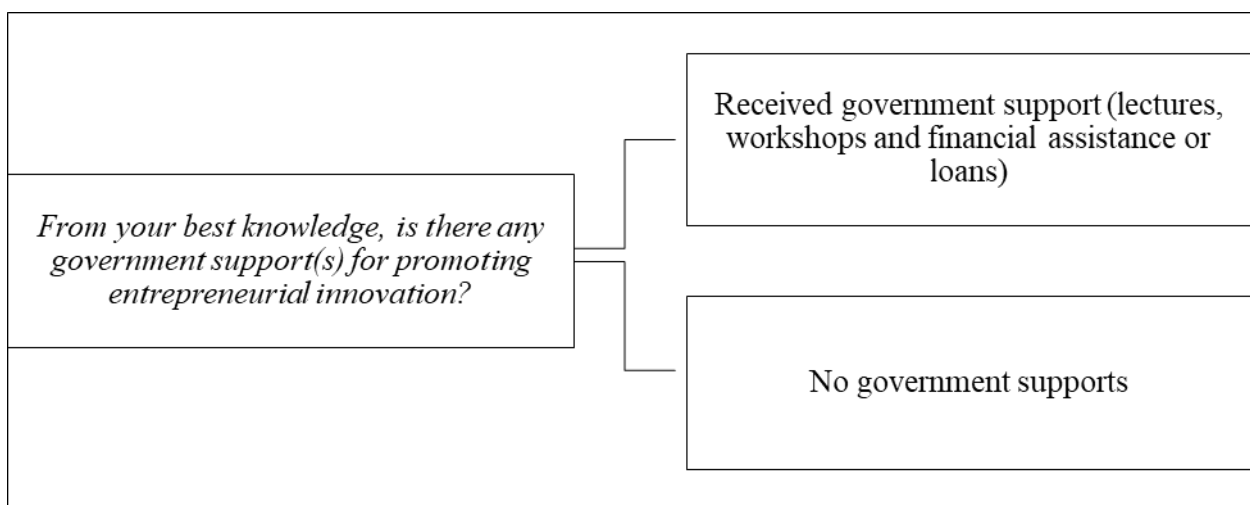 From your best knowledge, is there any
government support(s) for promoting
entrepreneurial innovation?
Received government support (lectures,
workshops and financial assistance or
loans)
No government supports